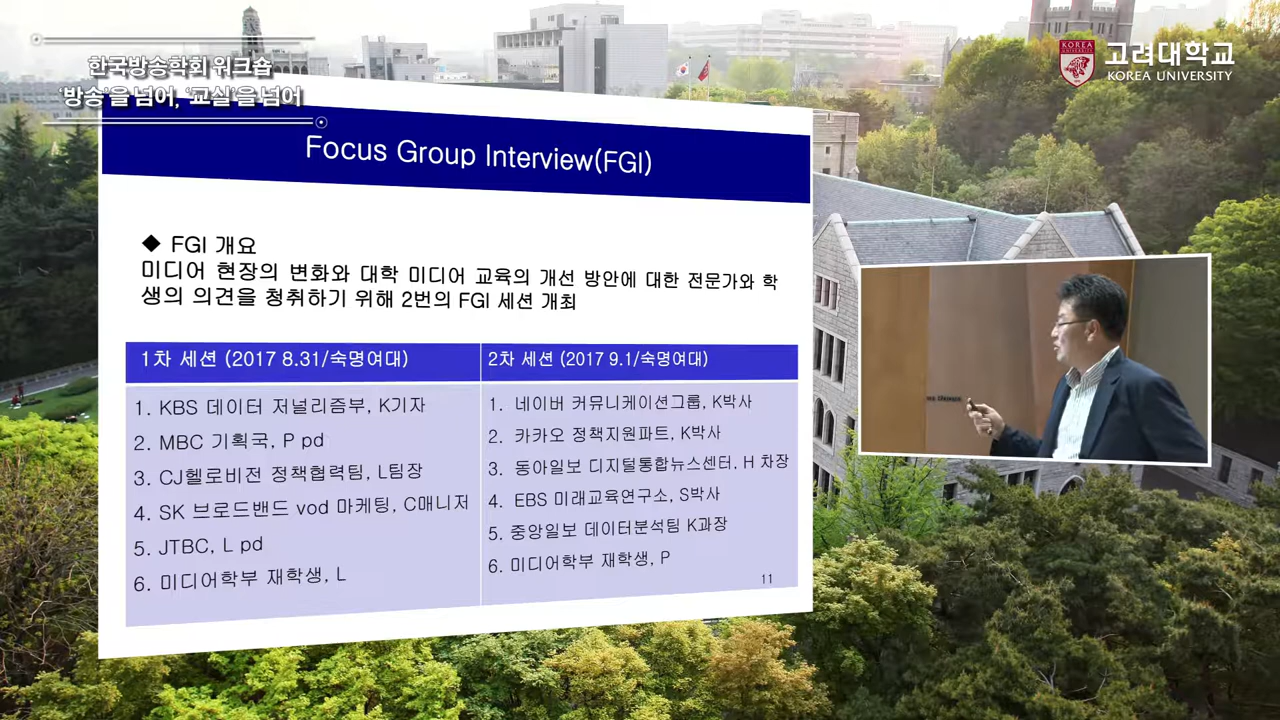 한국방송학회 워크숍
‘방송’을 넘어, ‘교실’을 넘어
KOREA
고려대학교
KOREA UNIVERSITY
Focus Group Interview(FGI)
◆ FGI 개요
미디어 현장의 변화와 대학 미디어 교육의 개선 방안에 대한 전문가와 학
생의 의견을 청취하기 위해 2번의 FGI 세션 개최
1차 세션 (2017 8.31/숙명여대)
1. KBS 데이터 저널리즘부, K기자
2. MBC 기획국, P pd
3. CJ헬로비전 정책협력팀, L팀장
4. SK 브로드밴드 vod 마케팅, C매니저
5. JTBC, L pd
6. 미디어학부 재학생, L
2차 세션 (2017 9.1/숙명여대)
1. 네이버 커뮤니케이션그룹, K박사
2. 카카오 정책지원파트, K박사
3. 동아일보 디지털통합뉴스센터, H 차장
4. EBS 미래교육연구소, S박사
5. 중앙일보 데이터분석팀 K과장
6. 미디어학부 재학생, P
11